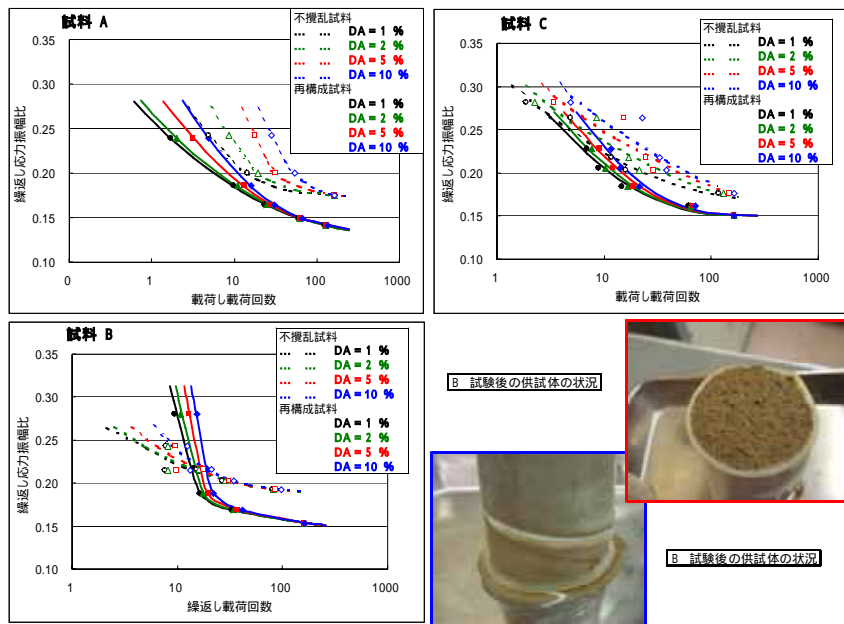 試料 A
不攪乱試料
DA = 1 %
DA = 2 %
DA = 5 %
DA = 10 %
再構成試料
DA = 1 %
DA = 2 %
DA = 5 %
DA = 10 %
0.35
0.30
0.25
0.20
0.15
0.10
繰返し応力振幅比
0
1
10
100
1000
載荷し載荷回数
試料 C
不攪乱試料
DA = 1 %
DA = 2 %
DA = 5 %
DA = 10 %
再構成試料
DA = 1 %
DA = 2 %
DA = 5 %
DA = 10 %
0.35
0.30
0.25
0.20
0.15
0.10
繰返し応力振幅比
1
10
100
1000
載荷し載荷回数
試料 B
不攪乱試料
DA = 1 %
DA = 2 %
DA = 5 %
DA = 10 %
再構成試料
DA = 1 %
DA = 2 %
DA = 5 %
DA = 10 %
0.35
0.30
0.25
0.20
0.15
0.10
繰返し応力振幅比
1
10
100
1000
繰返し載荷回数
B 試験後の供試体の状況
B 試験後の供試体の状況